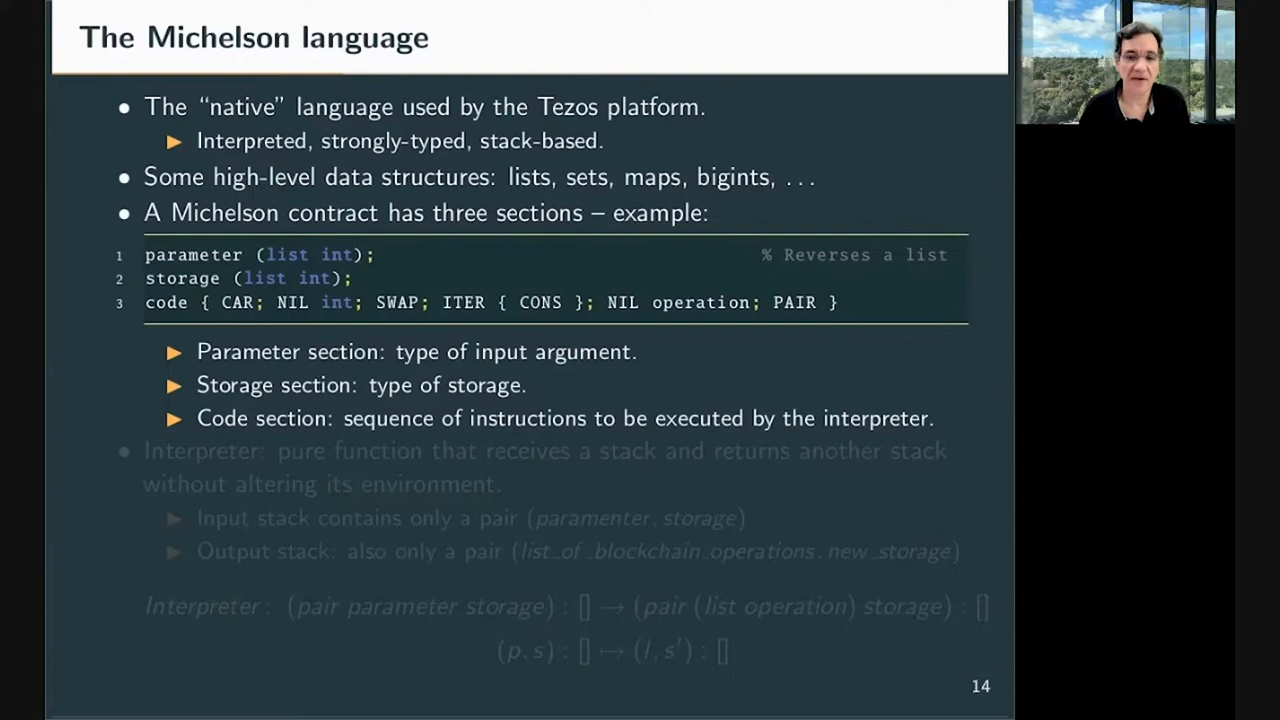 The Michelson language
• The “native” language used by the Tezos platform.
▶ Interpreted, strongly-typed, stack-based.
• Some high-level data structures: lists, sets, maps, bigints, . . .
• A Michelson contract has three sections – example:
1 parameter (list int); % Reverses a list
2 storage (list int);
3 code { CAR; NIL int; SWAP; ITER { CONS }; NIL operation; PAIR }
▶ Parameter section: type of input argument.
▶ Storage section: type of storage.
▶ Code section: sequence of instructions to be executed by the interpreter.
• Interpreter: pure function that receives a stack and returns another stack
without altering its environment.
▶ Input stack contains only a pair (paramenter, storage)
▶ Output stack: also only a pair (list_of_blockchain_operations, new_storage)
Interpreter : (pair parameter storage) : [] → (pair (list operation) storage) : []
(p, s) : [] ↦ (l, s′) : []
14